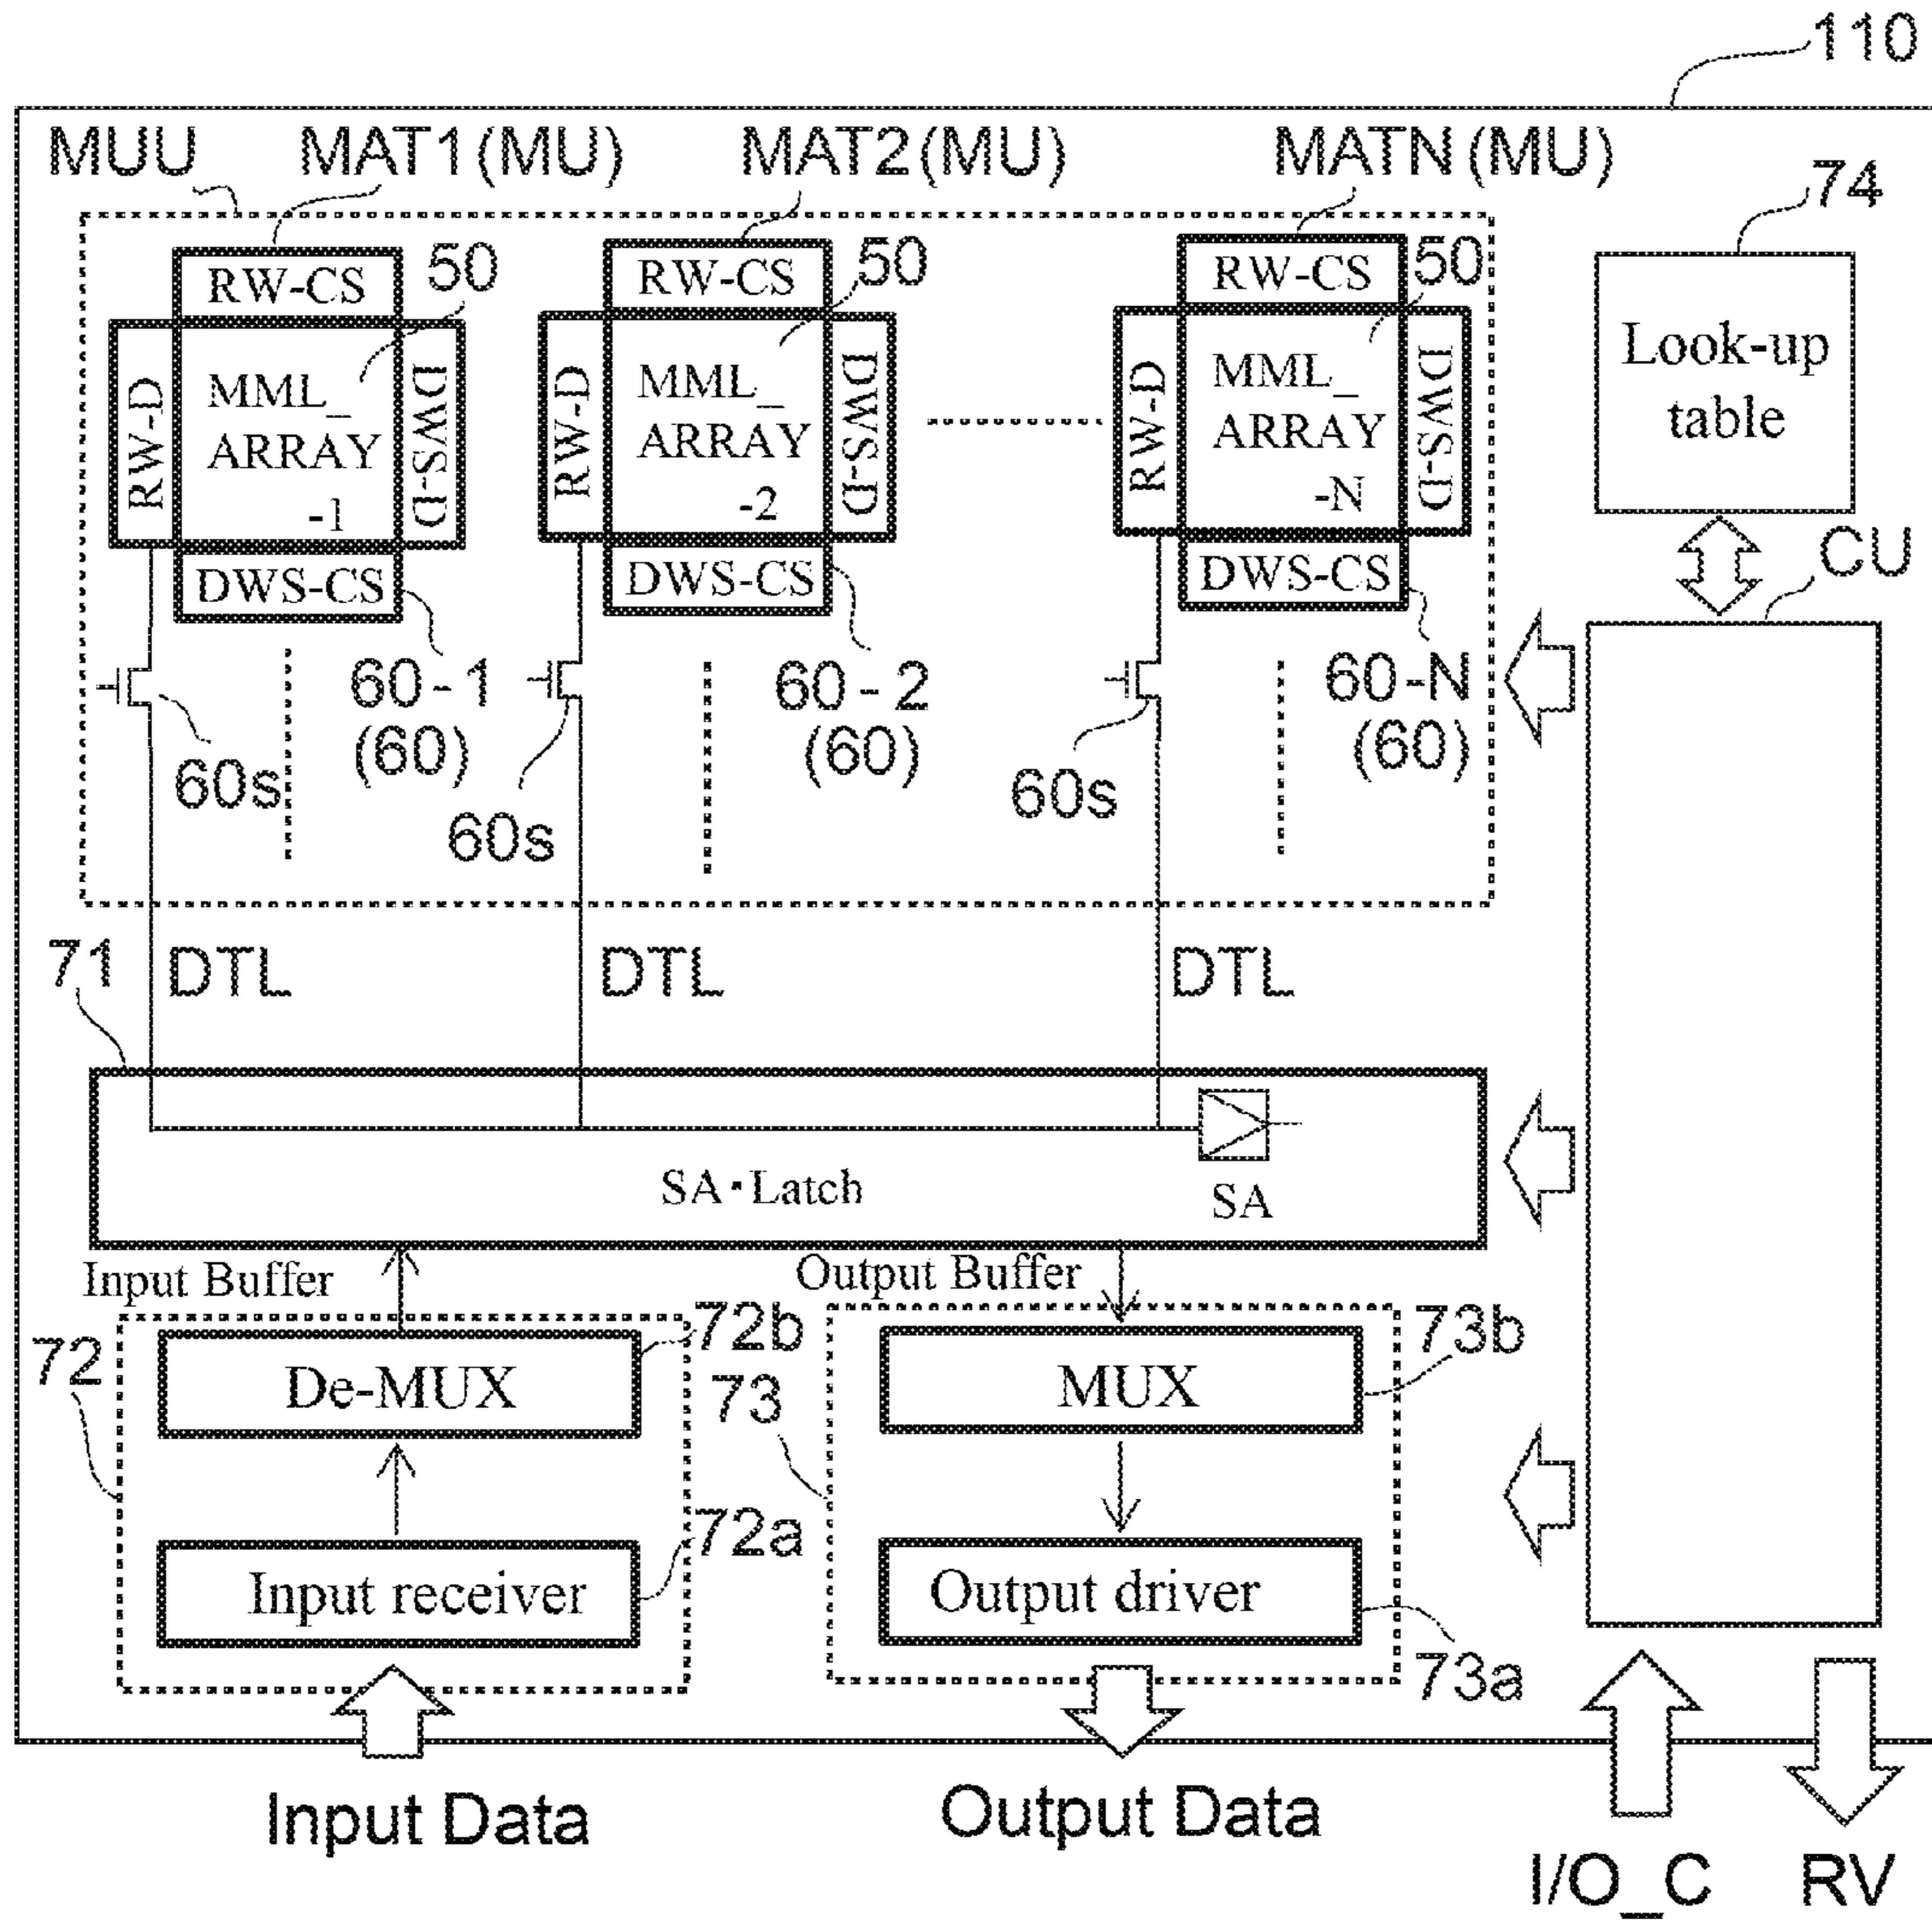 110
MUU MAT1(MU) MAT2(MU) MATN(MU)
74
RW-CS 50 RW-CS 50 RW-CS 50
RW-D MML_ DWS-D RW-D MML_ DWS-D RW-D MML_ DWS-D
ARRAY ARRAY ARRAY
-1 -2 -N
Look-up
table
DWS-CS DWS-CS DWS-CS
CU
60-1 60-2 60-N
(60) (60) (60)
60s 60s 60s
71 DTL DTL DTL
SA・Latch SA
Input Buffer Output Buffer
72 De-MUX 72b 73 MUX 73b
Input receiver 72a Output driver 73a
Input Data Output Data
I/O_C RV